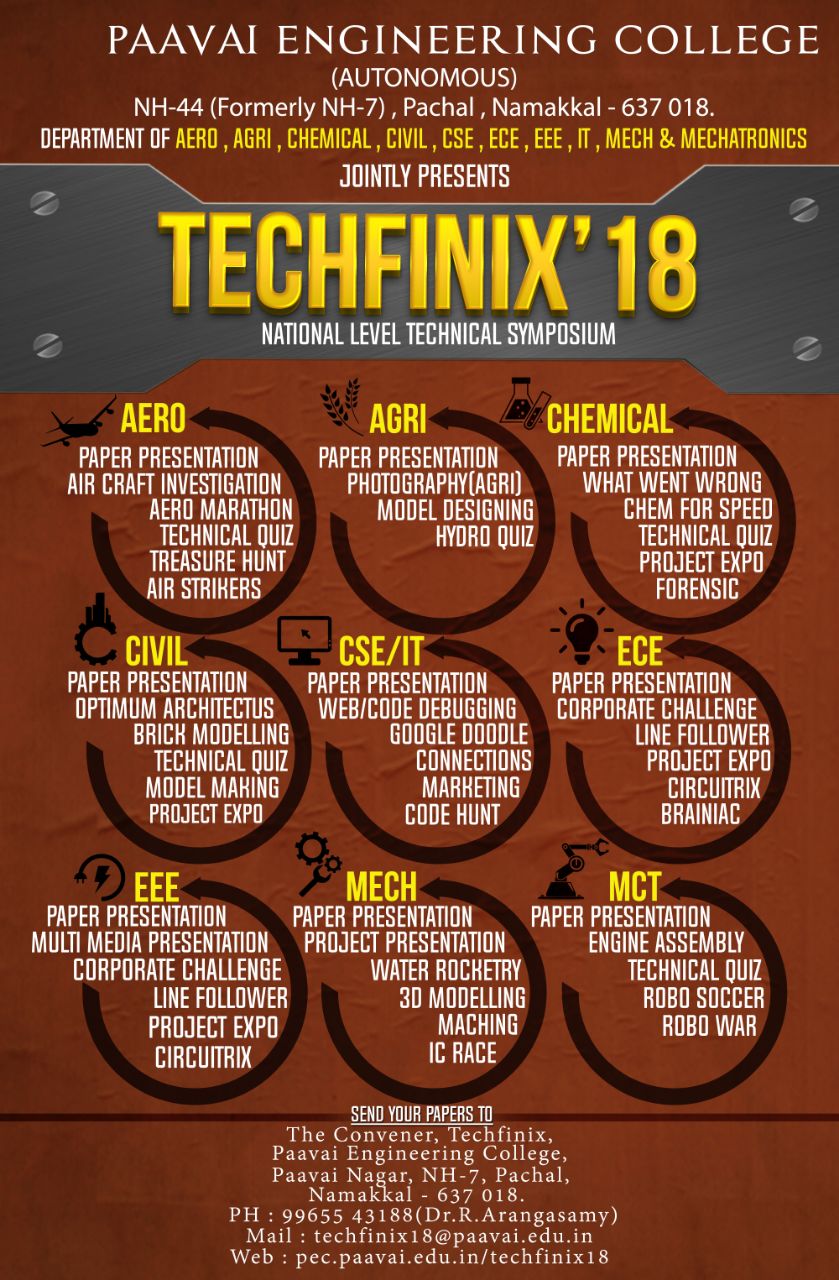 PAAVAI ENGINEERING COLLEGE
(AUTONOMOUS)
NH-44 (Formerly NH-7) , Pachal , Namakkal - 637 018.
DEPARTMENT OF AERO , AGRI , CHEMICAL , CIVIL , CSE , ECE , EEE , IT , MECH & MECHATRONICS
JOINTLY PRESENTS
TECHFINIX' 18
NATIONAL LEVEL TECHNICAL SYMPOSIUM
AERO
PAPER PRESENTATION
AIR CRAFT INVESTIGATION
AERO MARATHON
TECHNICAL QUIZ
TREASURE HUNT
AIR STRIKERS
AGRI
PAPER PRESENTATION
PHOTOGRAPHY(AGRI)
MODEL DESIGNING
HYDRO QUIZ
CHEMICAL
PAPER PRESENTATION
WHAT WENT WRONG
CHEM FOR SPEED
TECHNICAL QUIZ
PROJECT EXPO
FORENSIC
CIVIL
PAPER PRESENTATION
OPTIMUM ARCHITECTUS
BRICK MODELLING
TECHNICAL QUIZ
MODEL MAKING
PROJECT EXPO
CSE/IT
PAPER PRESENTATION
WEB/CODE DEBUGGING
GOOGLE DOODLE
CONNECTIONS
MARKETING
CODE HUNT
ECE
PAPER PRESENTATION
CORPORATE CHALLENGE
LINE FOLLOWER
PROJECT EXPO
CIRCUITRIX
BRAINIAC
EEE
PAPER PRESENTATION
MULTI MEDIA PRESENTATION
CORPORATE CHALLENGE
LINE FOLLOWER
PROJECT EXPO
CIRCUITRIX
MECH
PAPER PRESENTATION
PROJECT PRESENTATION
WATER ROCKETRY
3D MODELLING
MACHING
IC RACE
MCT
PAPER PRESENTATION
ENGINE ASSEMBLY
TECHNICAL QUIZ
ROBO SOCCER
ROBO WAR
SEND YOUR PAPERS TO
The Convener, Techfinix,
Paavai Engineering College,
Paavai Nagar, NH-7, Pachal,
Namakkal - 637 018.
PH : 99655 43188(Dr.R.Arangasamy)
Mail : techfinix18@paavai.edu.in
Web : pec.paavai.edu.in/techfinix18